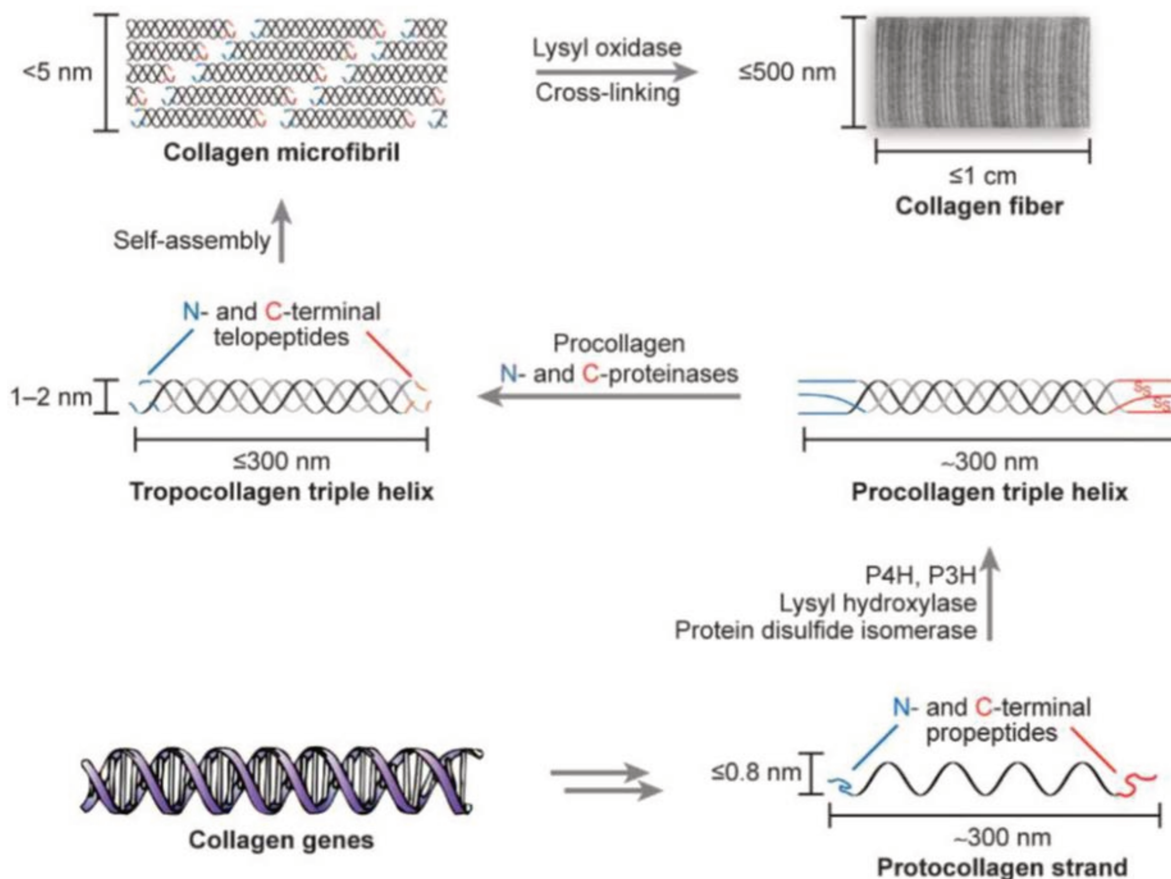 <5 nm
Collagen microfibril
Lysyl oxidase
Cross-linking
≤500 nm
≤1 cm
Collagen fiber
Self-assembly
N- and C-terminal
telopeptides
1–2 nm
≤300 nm
Tropocollagen triple helix
Procollagen
N- and C-proteinases
SS
SS
~300 nm
Procollagen triple helix
P4H, P3H
Lysyl hydroxylase
Protein disulfide isomerase
Collagen genes
N- and C-terminal
propeptides
≤0.8 nm
~300 nm
Protocollagen strand